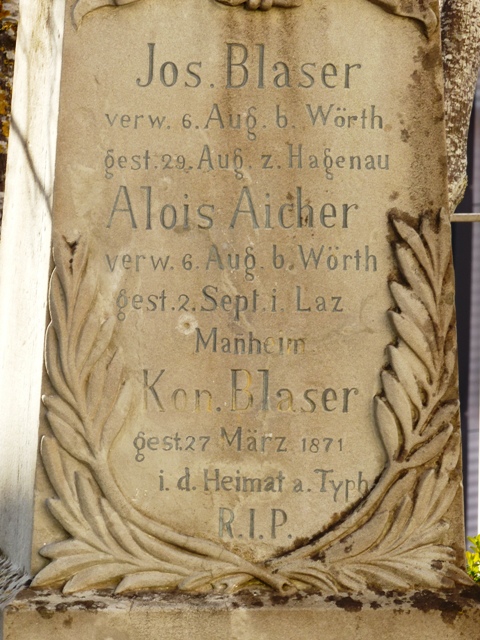 Jos. Blaser
verw. 6. Aug. b. Wörth.
gest. 29. Aug. z. Hagenau
Alois Aicher
verw. 6. Aug. b. Wörth
gest. 2. Sept. i. Laz
Manheim
Kon. Blaser
gest. 27 März 1871
i. d. Heimat a. Typh
R.I.P.